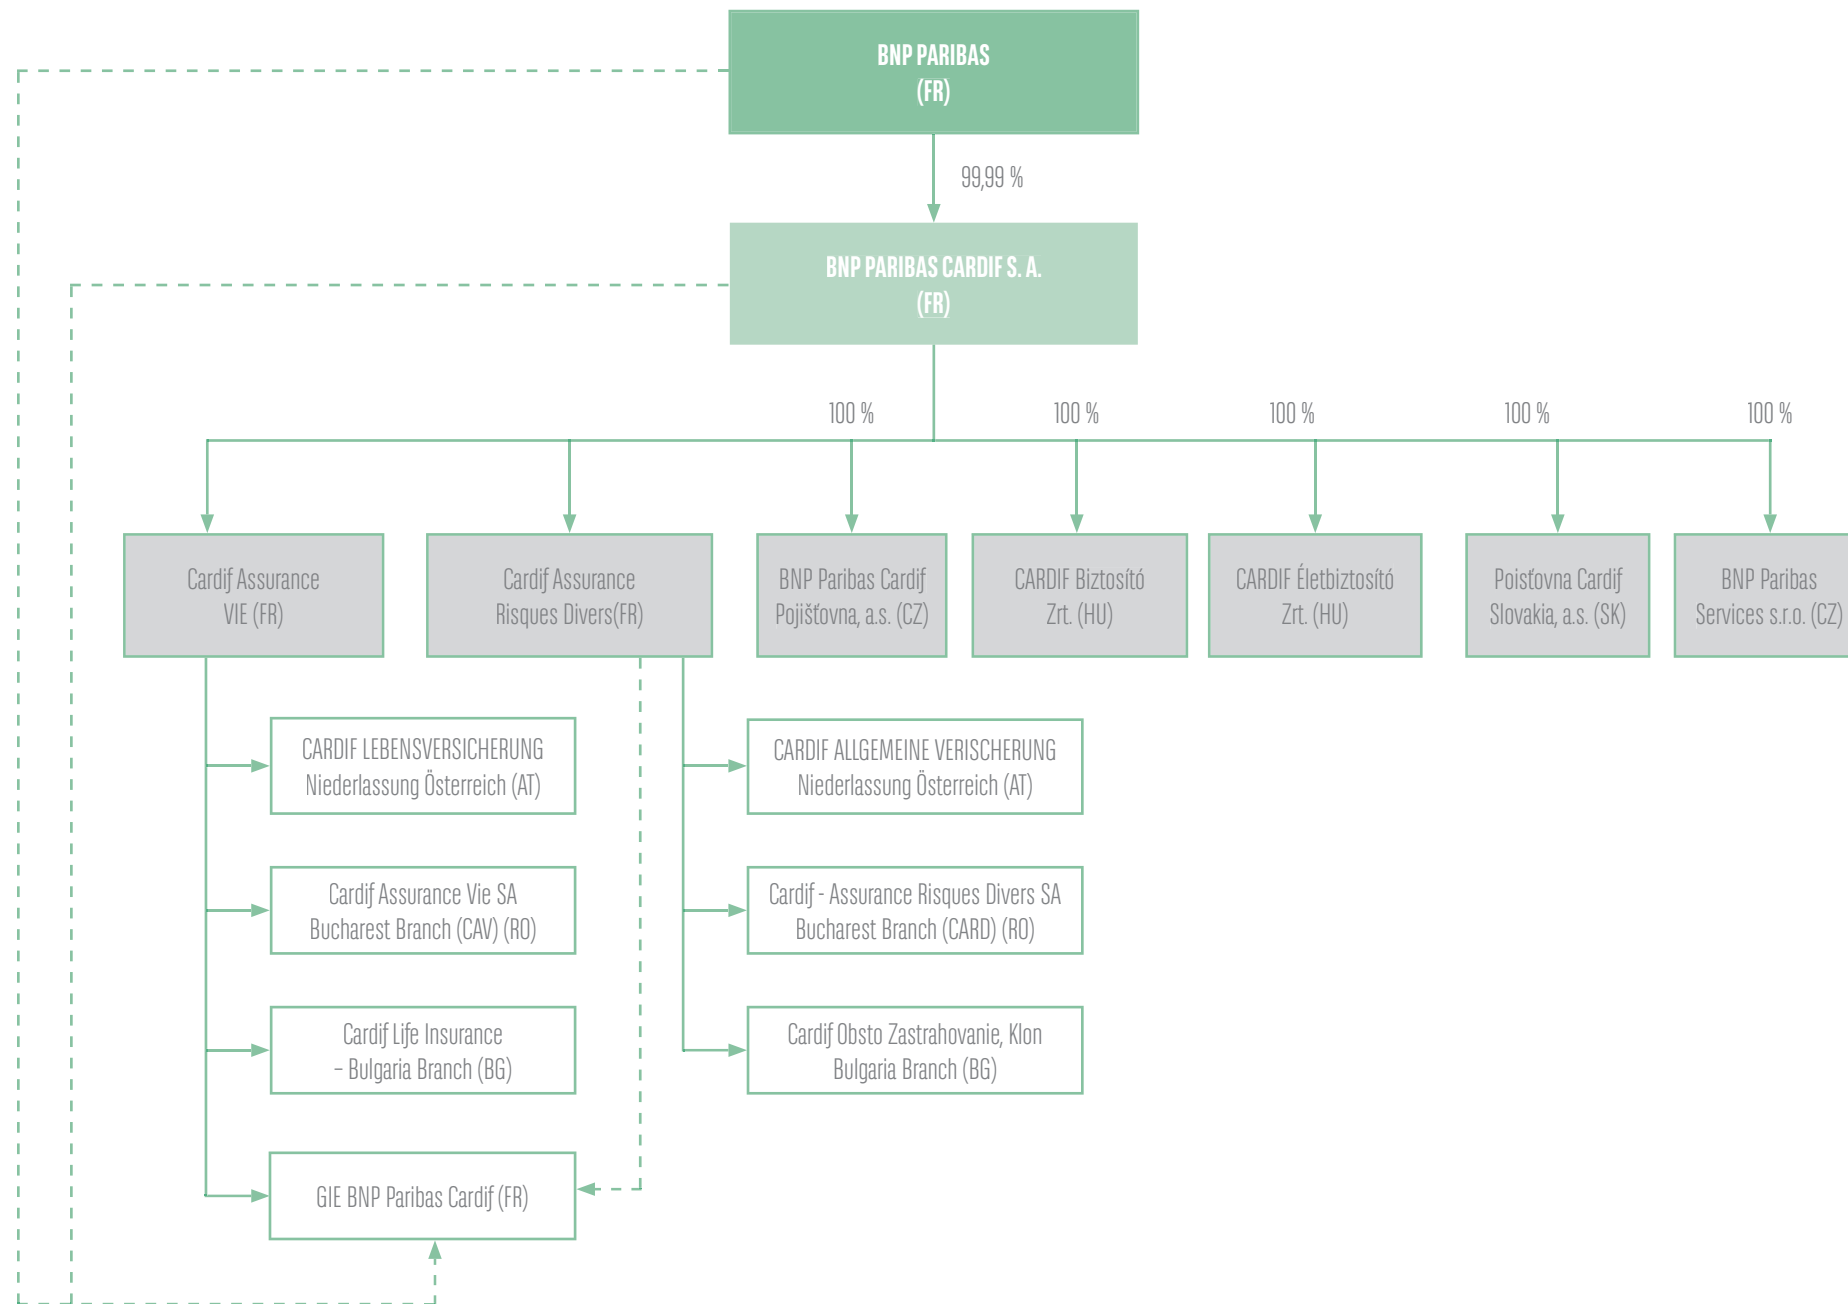 BNP PARIBAS
(FR)
99,99 %
BNP PARIBAS CARDIF S. A.
(FR)
100 %
100 %
100 %
100 %
100 %
Cardif Assurance
VIE (FR)
Cardif Assurance
Risques Divers(FR)
BNP Paribas Cardif
Pojišťovna, a.s. (CZ)
CARDIF Biztosító
Zrt. (HU)
CARDIF Életbiztosító
Zrt. (HU)
Poisťovna Cardif
Slovakia, a.s. (SK)
BNP Paribas
Services s.r.o. (CZ)
CARDIF LEBENSVERSICHERUNG
Niederlassung Österreich (AT)
CARDIF ALLGEMEINE VERISCHERUNG
Niederlassung Österreich (AT)
Cardif Assurance Vie SA
Bucharest Branch (CAV) (RO)
Cardif - Assurance Risques Divers SA
Bucharest Branch (CARD) (RO)
Cardif Life Insurance
– Bulgaria Branch (BG)
Cardif Obsto Zastrahovanie, Klon
Bulgaria Branch (BG)
GIE BNP Paribas Cardif (FR)